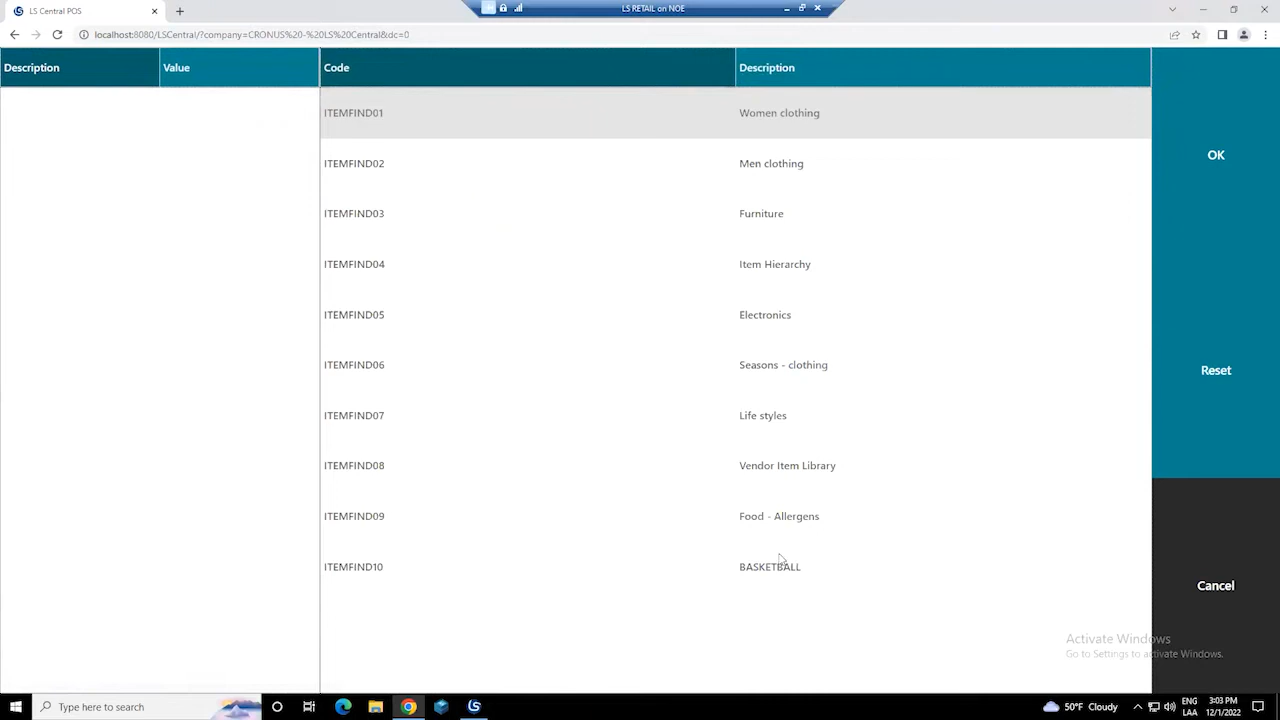 LS Central POS
LS RETAIL on NOE
localhost:8080/LSCentral/?company=CRONUS%20-%20LS%20Central&dc=0
Description Value Code Description
ITEMFIND01 Women clothing
ITEMFIND02 Men clothing
ITEMFIND03 Furniture
ITEMFIND04 Item Hierarchy
ITEMFIND05 Electronics
ITEMFIND06 Seasons - clothing
ITEMFIND07 Life styles
ITEMFIND08 Vendor Item Library
ITEMFIND09 Food - Allergens
ITEMFIND10 BASKETBALL
OK
Reset
Cancel
Activate Windows
Go to Settings to activate Windows.
Type here to search
50°F Cloudy
ENG
LAA
3:03 PM
12/1/2022